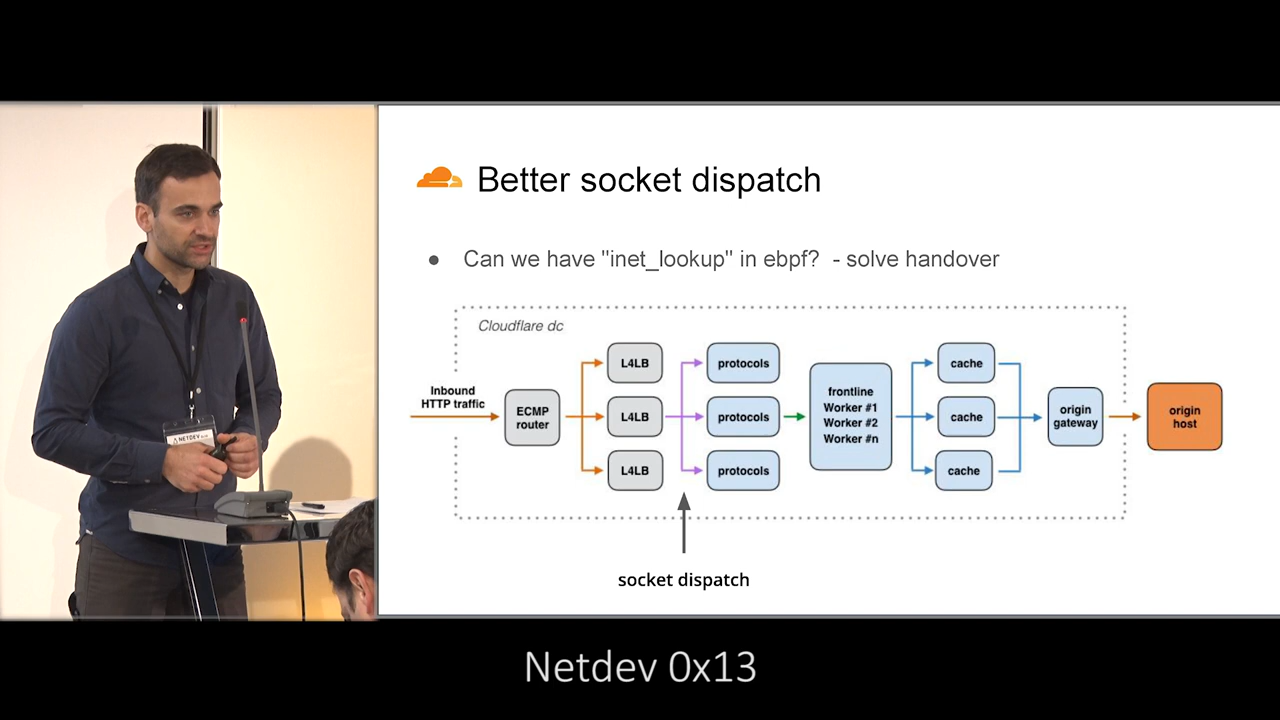 Better socket dispatch
● Can we have "inet_lookup" in ebpf?  - solve handover
Cloudflare dc
Inbound
HTTP traffic
ECMP
router
L4LB
L4LB
L4LB
protocols
protocols
protocols
frontline
Worker #1
Worker #2
Worker #n
cache
cache
cache
origin
gateway
origin
host
socket dispatch
NETDEV
Netdev 0x13